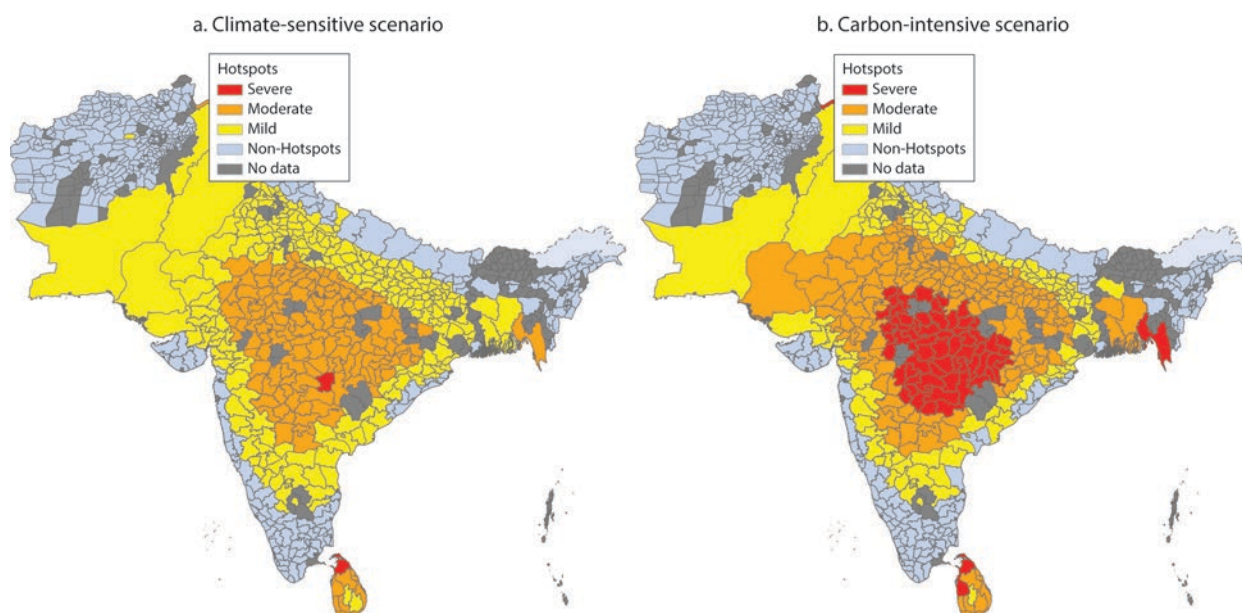 a. Climate-sensitive scenario
Hotspots
Severe
Moderate
Mild
Non-Hotspots
No data
b. Carbon-intensive scenario
Hotspots
Severe
Moderate
Mild
Non-Hotspots
No data